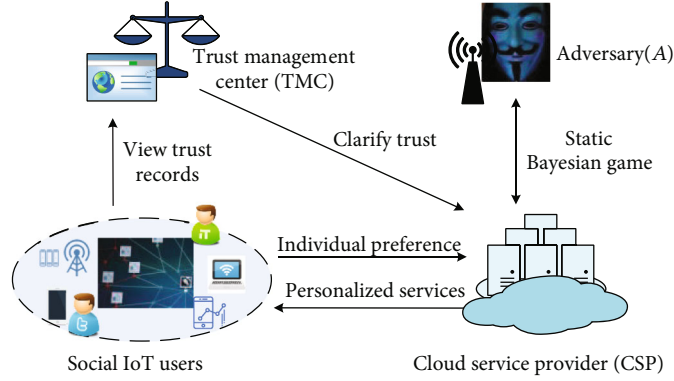 Trust management
center (TMC)
Adversary(A)
View trust
records
Clarify trust
Static
Bayesian game
iT
Individual preference
Personalized services
Social IoT users
Cloud service provider (CSP)